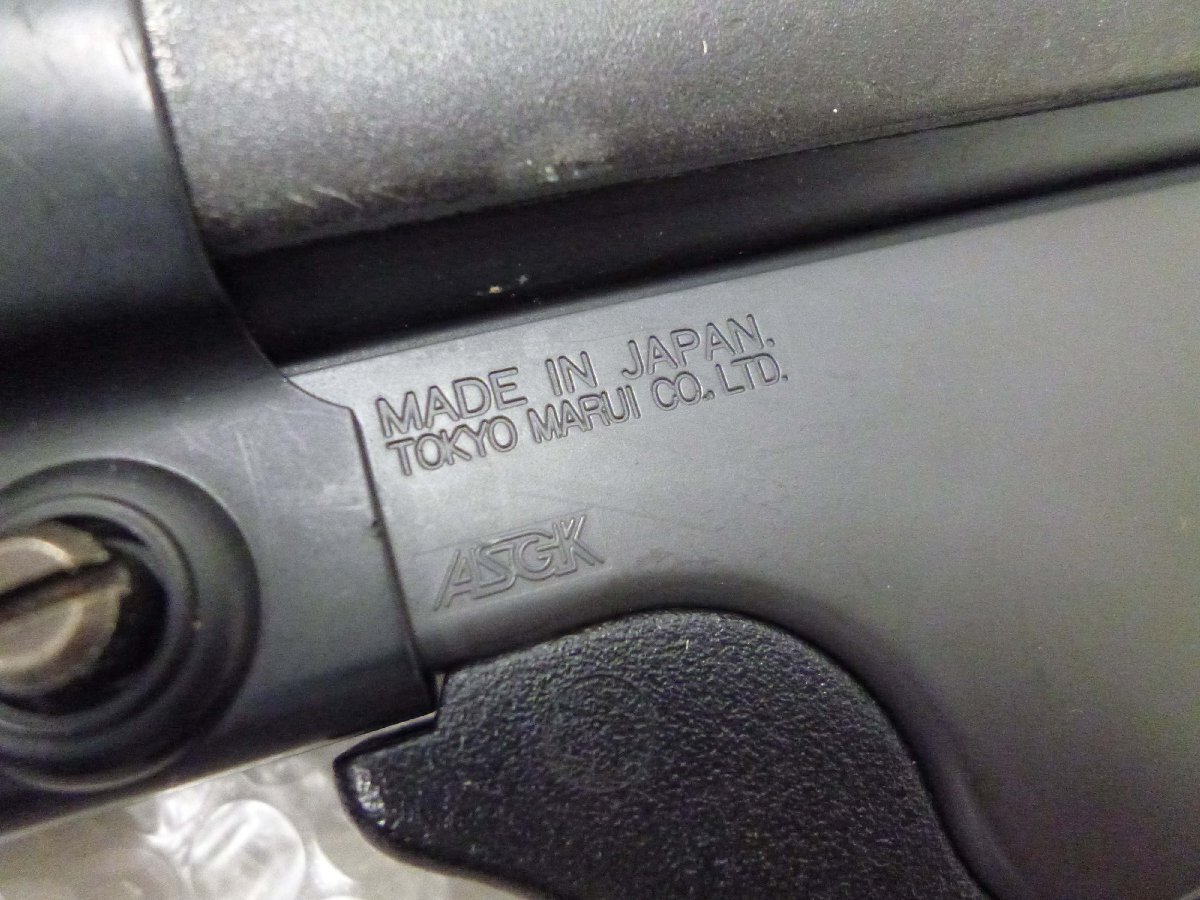 MADE IN JAPAN.
TOKYO MARUI CO., LTD.
ASGK